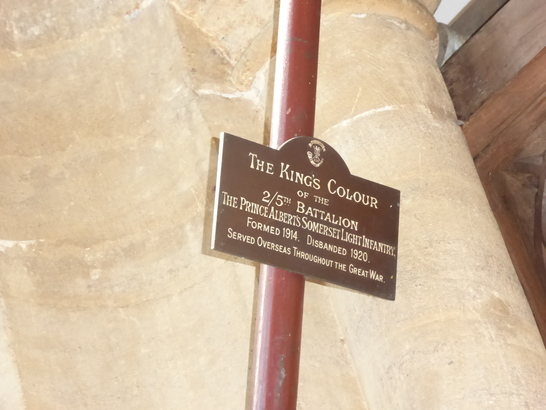 The King's Colour
of the
2/5th Battalion
The Prince Alberts Somerset Light Infantry.
Formed 1914. Disbanded 1920.
Served Overseas Throughout the Great War.